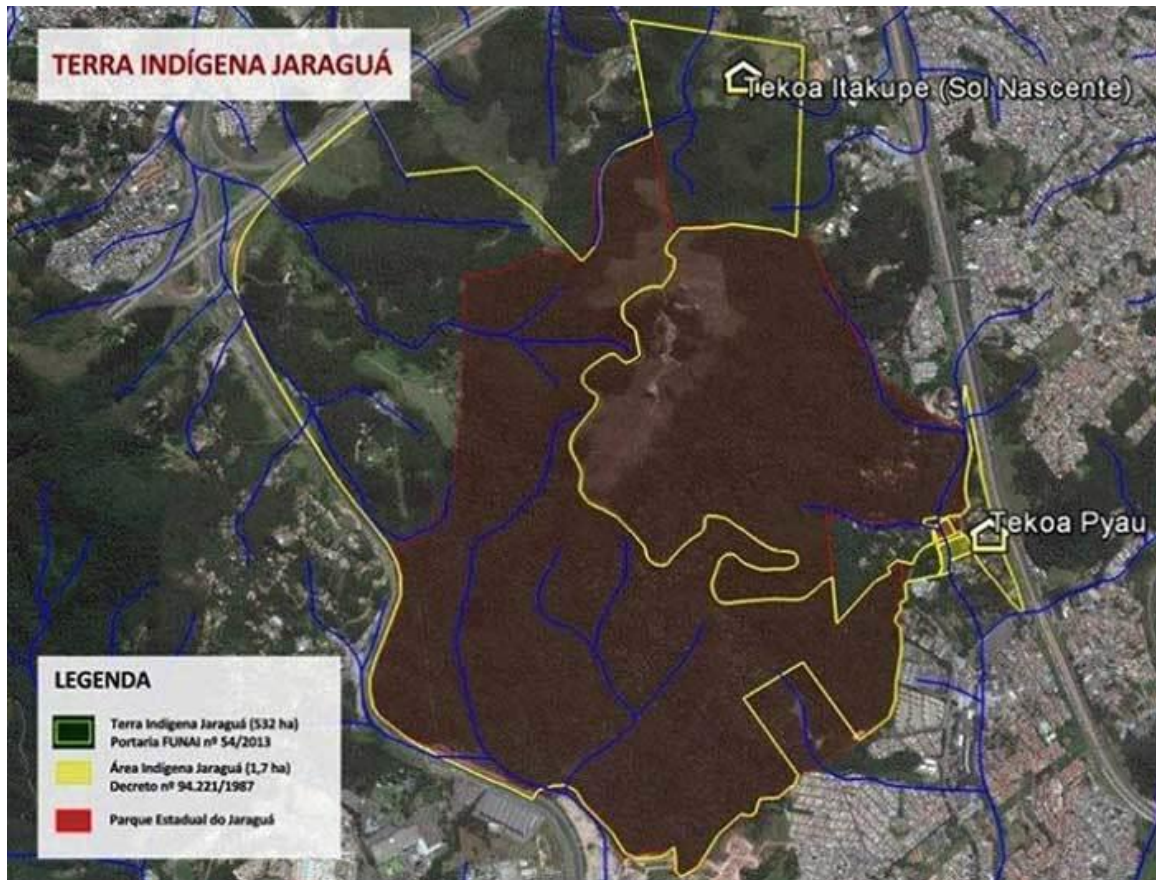 TERRA INDÍGENA JARAGUÁ
Tekoa Itakupe (Sol Nascente)
Tekoa Pyau
LEGENDA
Terra Indígena Jaraguá (532 ha)
Portaria FUNAI nº 54/2013
Área Indígena Jaraguá (1,7 ha)
Decreto nº 94.221/1987
Parque Estadual do Jaraguá